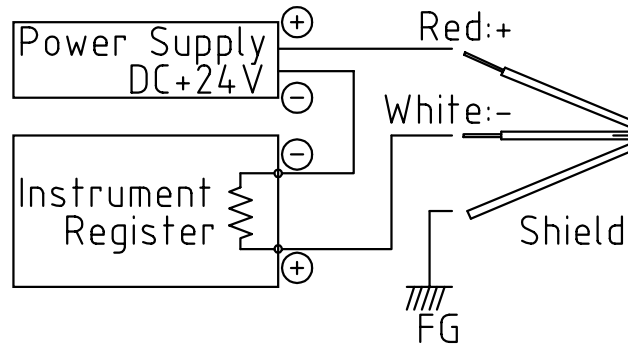 Power Supply
DC+24V
+
−
Red:+
White:-
−
Instrument
Register
+
Shield
FG